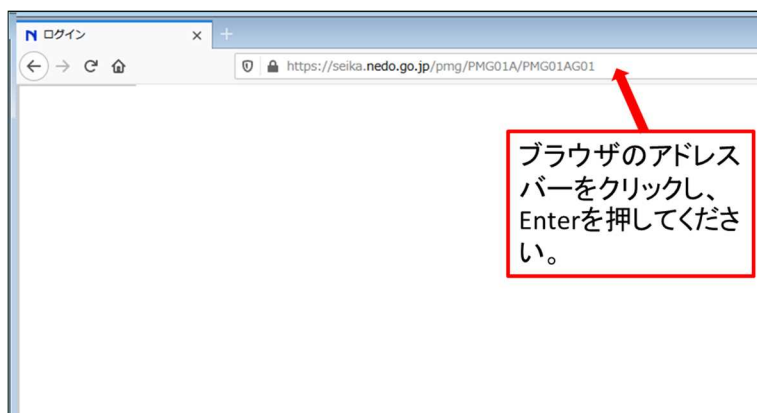 N ログイン
https://seika.nedo.go.jp/pmg/PMG01A/PMG01AG01
ブラウザのアドレス
バーをクリックし、
Enterを押してくださ
い。